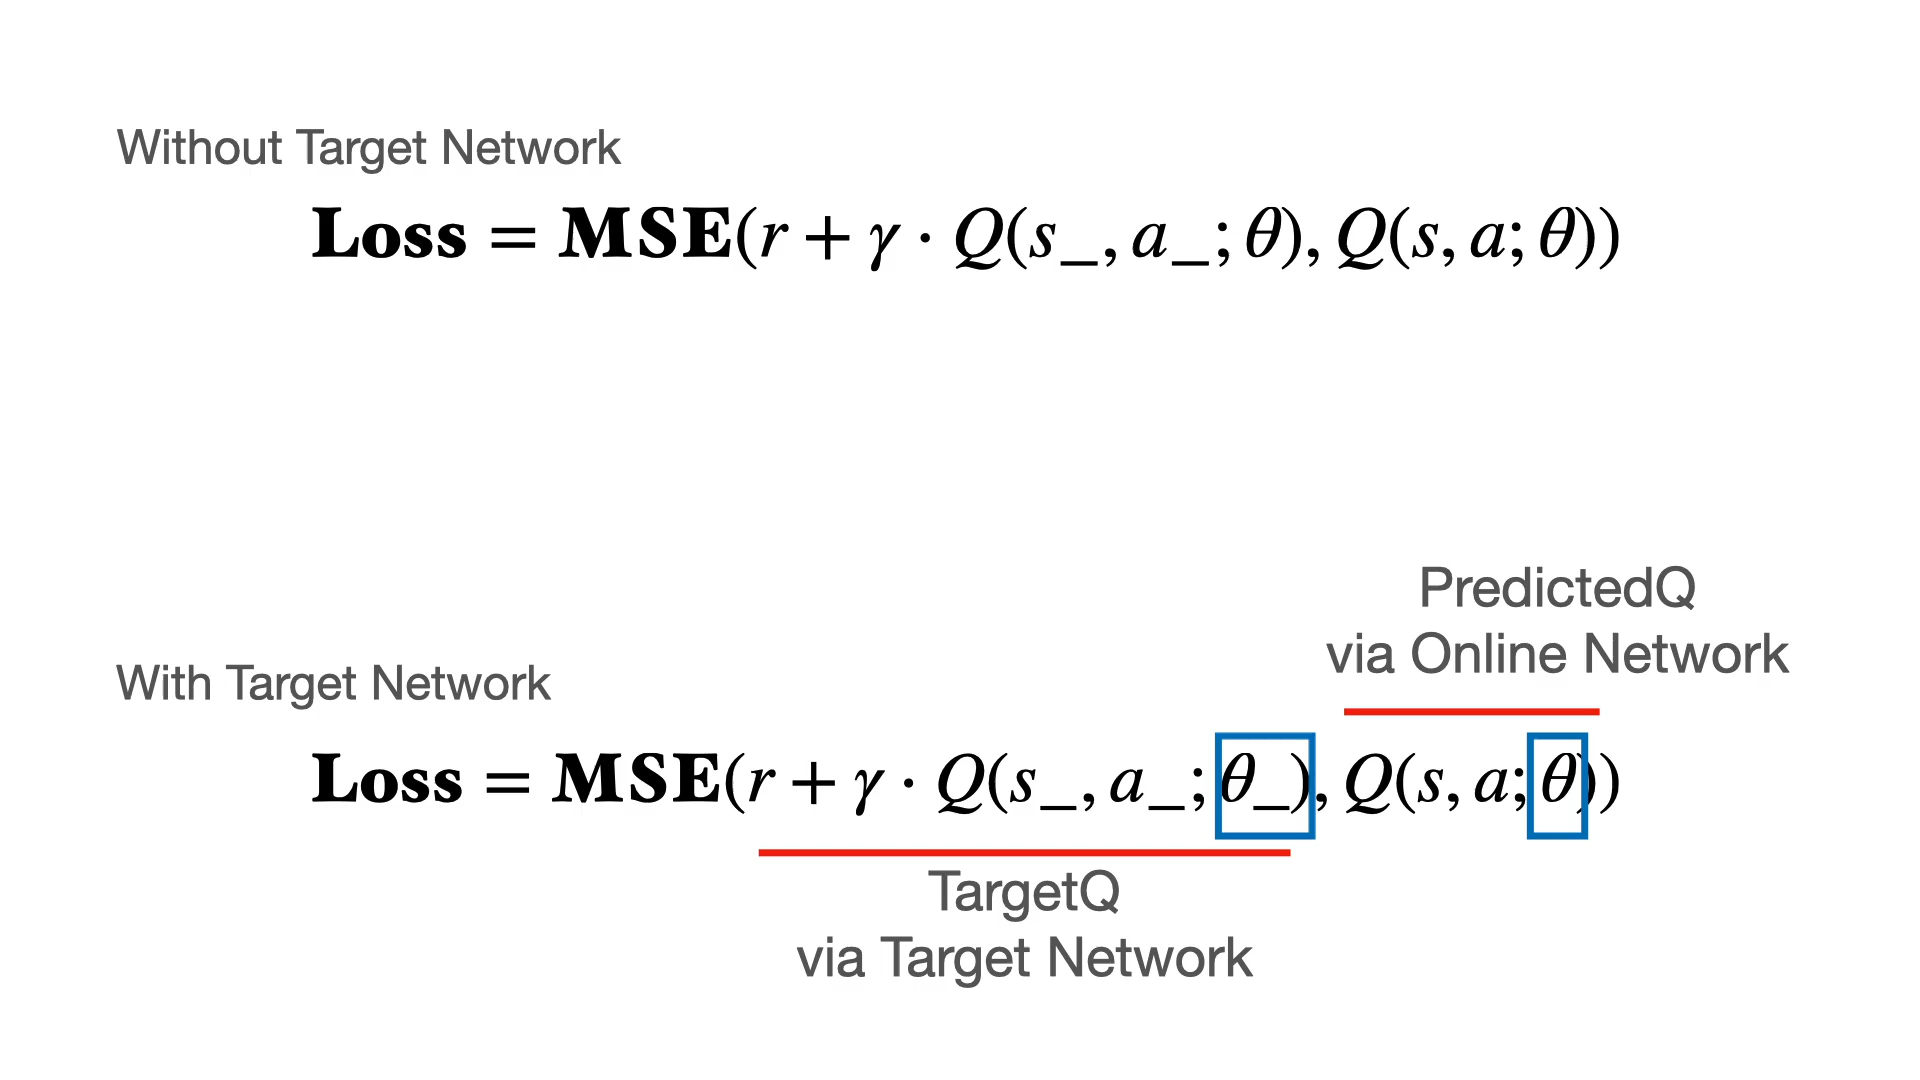 Without Target Network
Loss = MSE(r + γ · Q(s_, a_; θ), Q(s, a; θ))
PredictedQ
via Online Network
With Target Network
Loss = MSE(r + γ · Q(s_, a_; θ_), Q(s, a; θ))
TargetQ
via Target Network